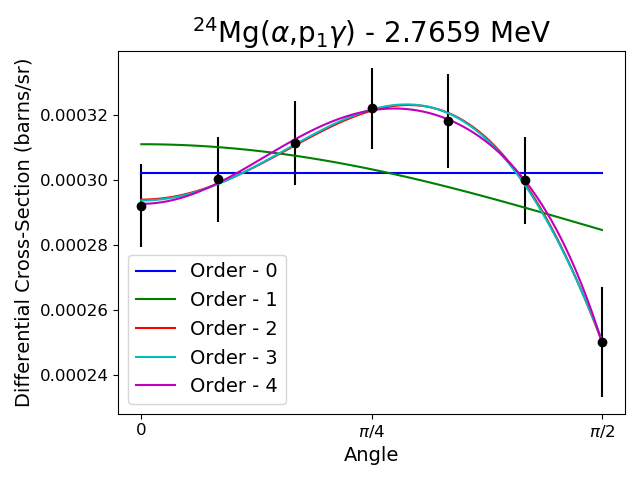 ²⁴Mg(α,p₁γ) - 2.7659 MeV
Differential Cross-Section (barns/sr)
0.00032
0.00030
0.00028
0.00026
0.00024
Order - 0
Order - 1
Order - 2
Order - 3
Order - 4
0
π/4
π/2
Angle